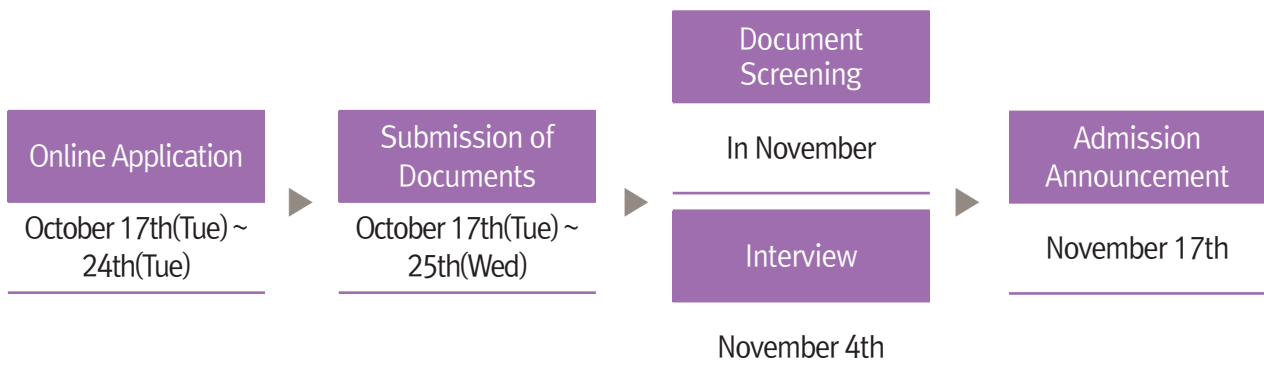 Online Application
October 17th(Tue) ~
24th(Tue)
Submission of
Documents
October 17th(Tue) ~
25th(Wed)
Document
Screening
In November
Interview
November 4th
Admission
Announcement
November 17th